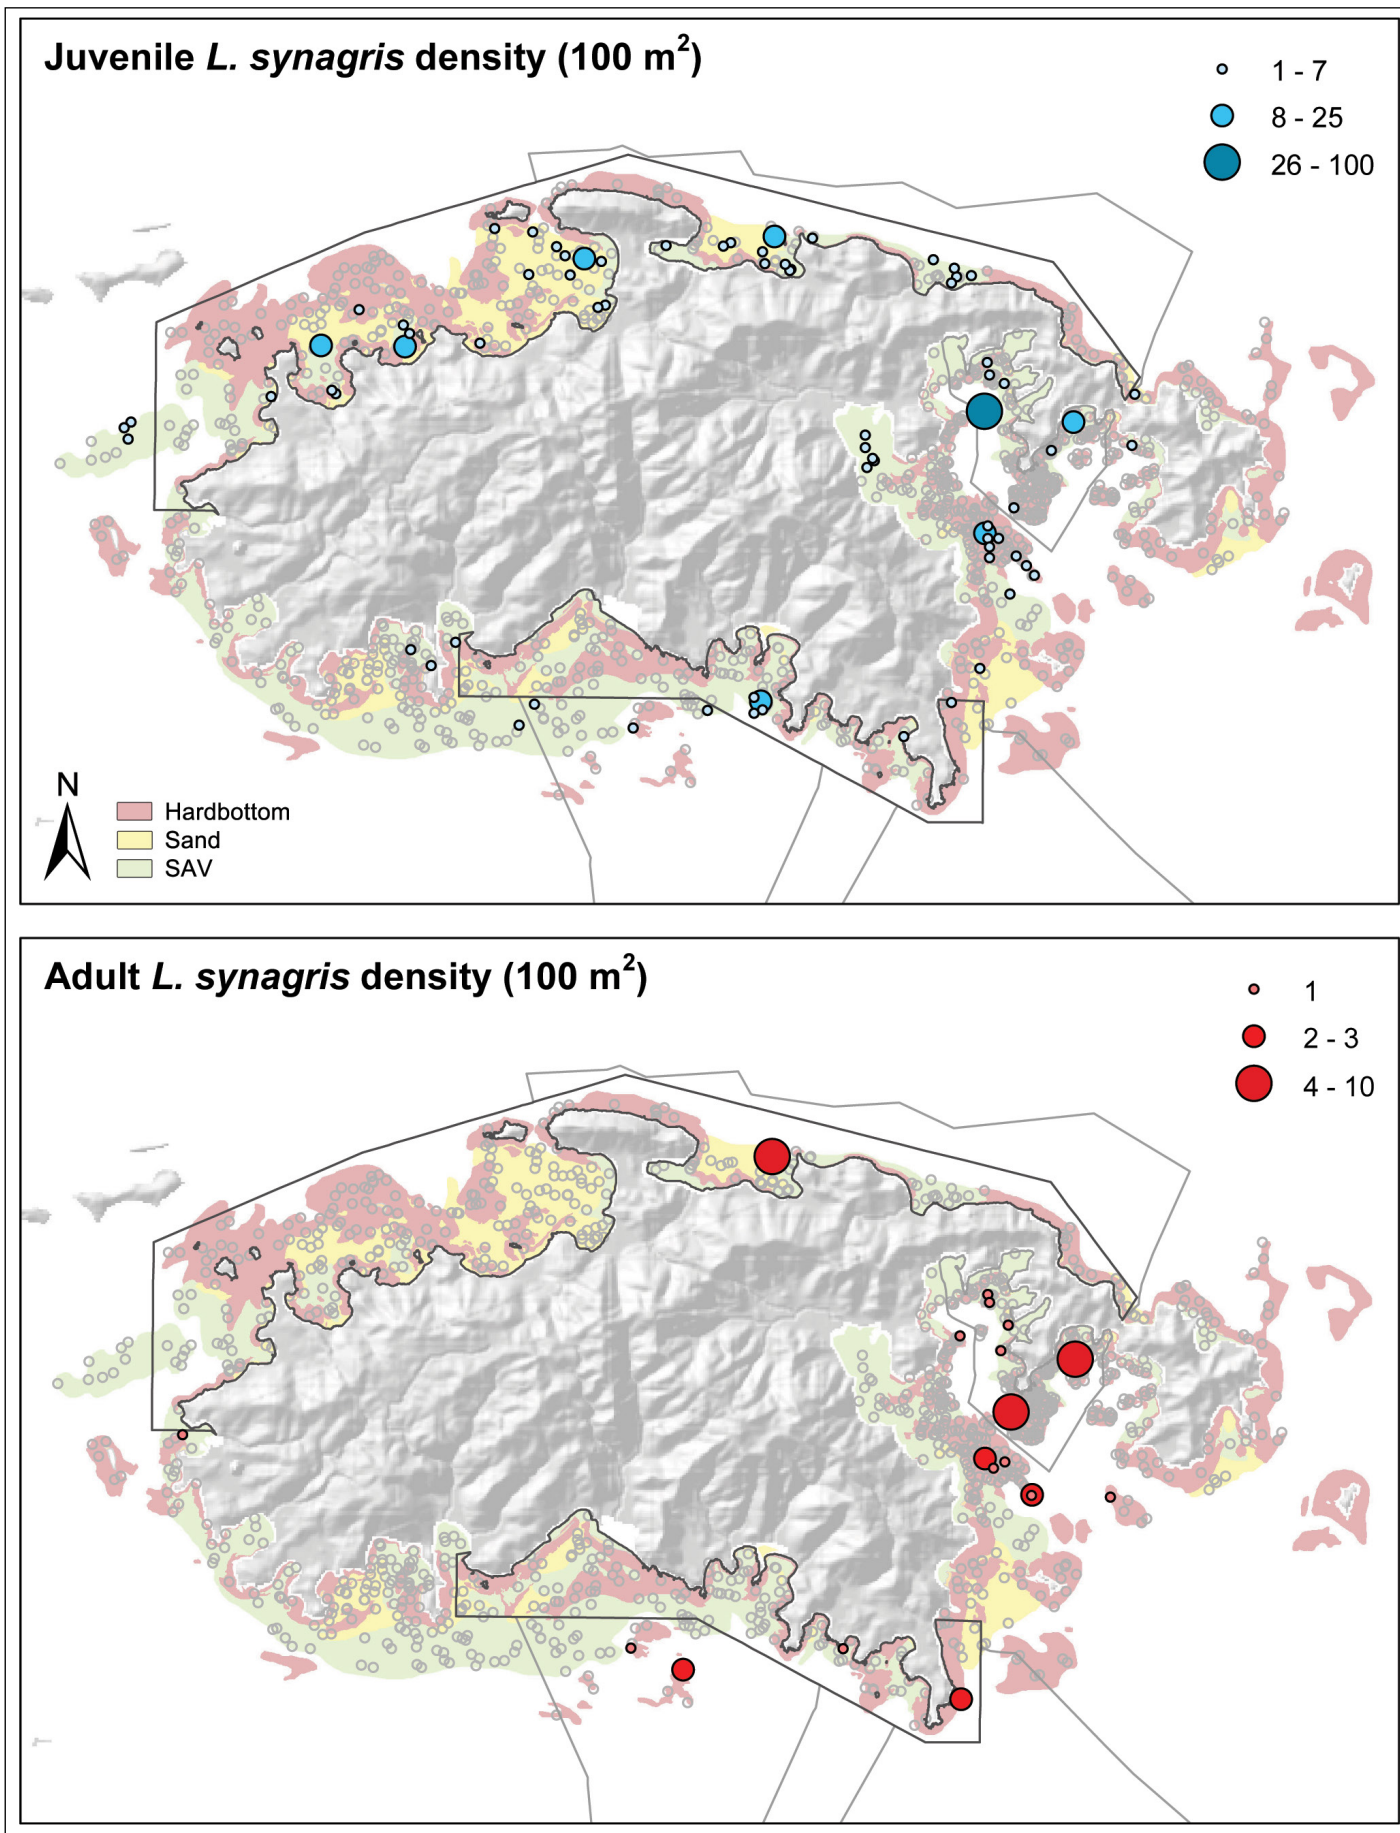 Juvenile L. synagris density (100 m²)
1 - 7
8 - 25
26 - 100
N
Hardbottom
Sand
SAV
Adult L. synagris density (100 m²)
1
2 - 3
4 - 10